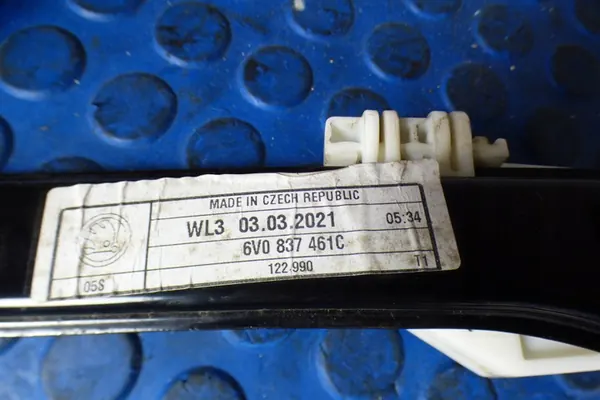 MADE IN CZECH REPUBLIC
WL3 03.03.2021 05:34
6V0 837 461C
05S 122.990 T1